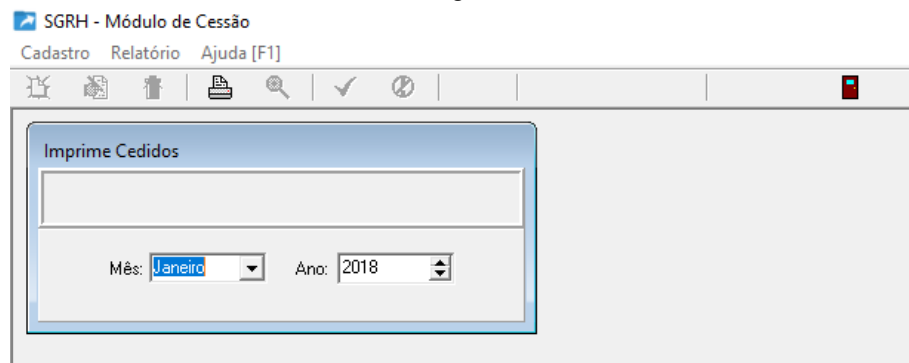 SGRH - Módulo de Cessão
Cadastro Relatório Ajuda [F1]
Imprime Cedidos
Mês: Janeiro Ano: 2018